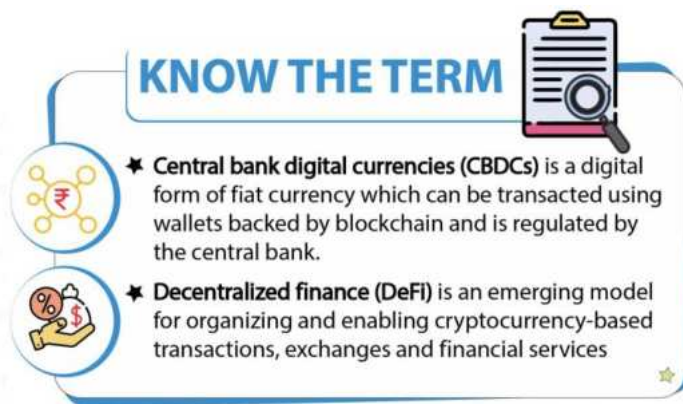 KNOW THE TERM
★ Central bank digital currencies (CBDCs) is a digital
form of fiat currency which can be transacted using
wallets backed by blockchain and is regulated by
the central bank.
₹
★ Decentralized finance (DeFi) is an emerging model
for organizing and enabling cryptocurrency-based
transactions, exchanges and financial services
% $